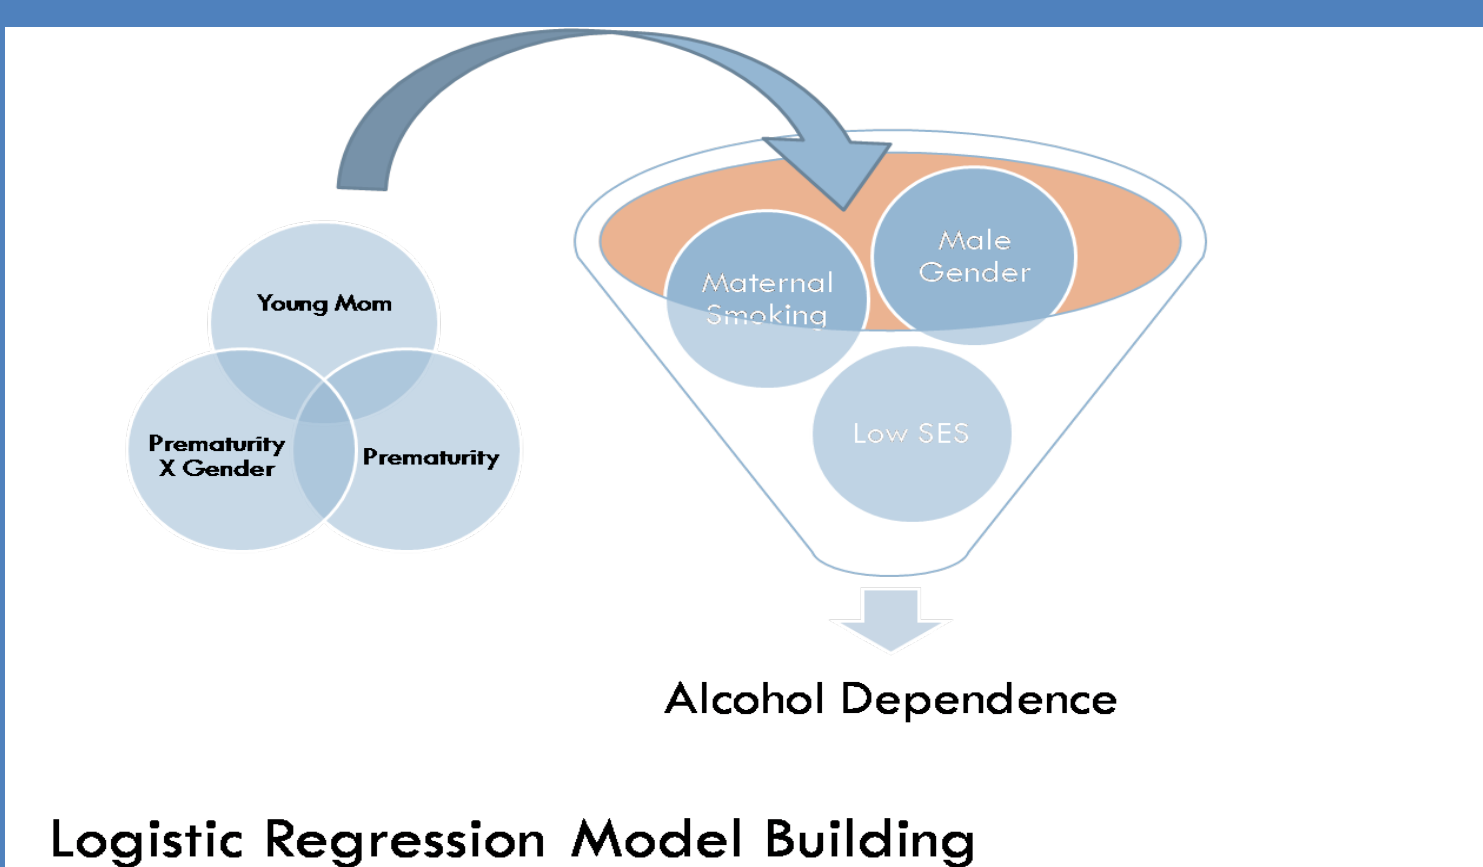 Young Mom
Prematurity
X Gender
Prematurity
Maternal
Smoking
Male
Gender
Low SES
Alcohol Dependence
Logistic Regression Model Building